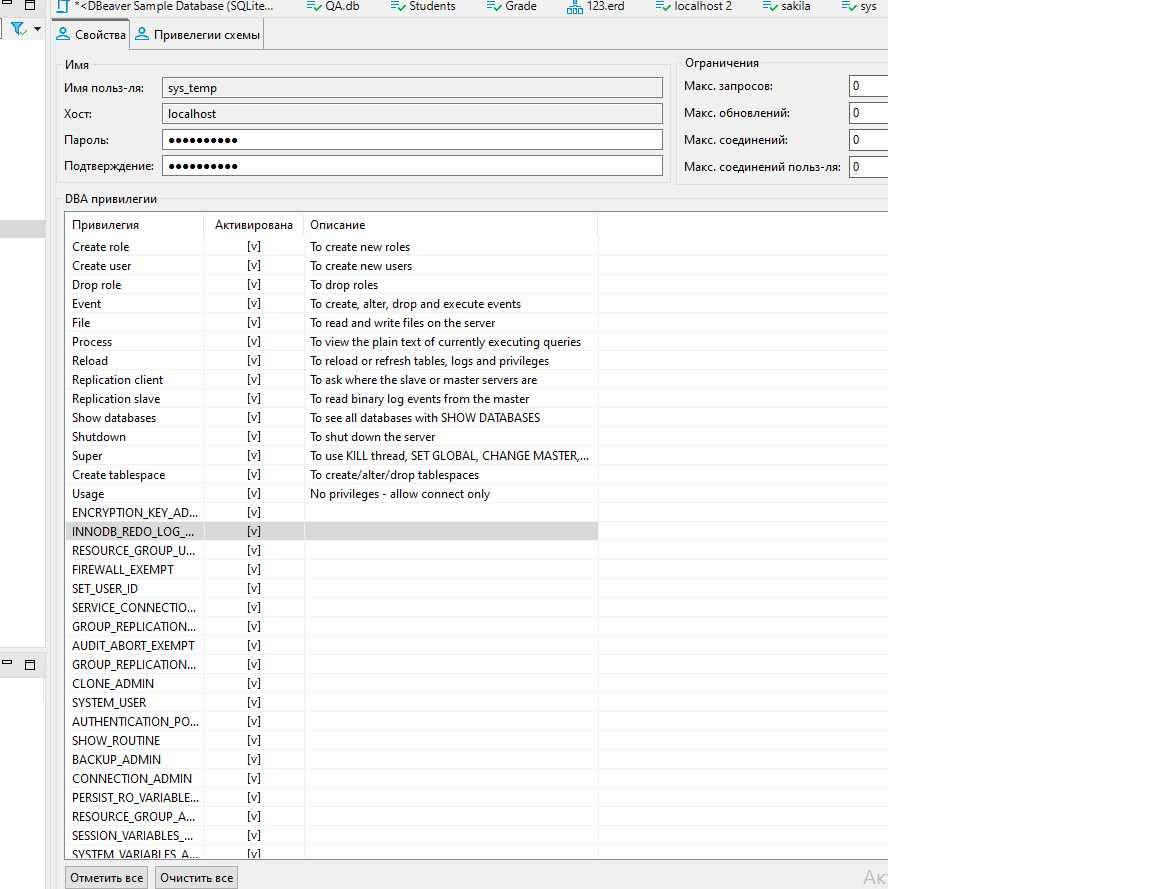 *<DBeaver Sample Database (SQLite... QA.db Students Grade 123.erd localhost 2 sakila sys
Свойства Привелегии схемы
Имя
Имя польз-ля: sys_temp
Хост: localhost
Пароль: ●●●●●●●●●●
Подтверждение: ●●●●●●●●●●
Ограничения
Макс. запросов: 0
Макс. обновлений: 0
Макс. соединений: 0
Макс. соединений польз-ля: 0
DBA привилегии
Привилегия Активирована Описание
Create role [v] To create new roles
Create user [v] To create new users
Drop role [v] To drop roles
Event [v] To create, alter, drop and execute events
File [v] To read and write files on the server
Process [v] To view the plain text of currently executing queries
Reload [v] To reload or refresh tables, logs and privileges
Replication client [v] To ask where the slave or master servers are
Replication slave [v] To read binary log events from the master
Show databases [v] To see all databases with SHOW DATABASES
Shutdown [v] To shut down the server
Super [v] To use KILL thread, SET GLOBAL, CHANGE MASTER,...
Create tablespace [v] To create/alter/drop tablespaces
Usage [v] No privileges - allow connect only
ENCRYPTION_KEY_AD... [v]
INNODB_REDO_LOG_... [v]
RESOURCE_GROUP_U... [v]
FIREWALL_EXEMPT [v]
SET_USER_ID [v]
SERVICE_CONNECTIO... [v]
GROUP_REPLICATION... [v]
AUDIT_ABORT_EXEMPT [v]
GROUP_REPLICATION... [v]
CLONE_ADMIN [v]
SYSTEM_USER [v]
AUTHENTICATION_PO... [v]
SHOW_ROUTINE [v]
BACKUP_ADMIN [v]
CONNECTION_ADMIN [v]
PERSIST_RO_VARIABLE... [v]
RESOURCE_GROUP_A... [v]
SESSION_VARIABLES_... [v]
SYSTEM_VARIABLES_A... [v]
Отметить все Очистить все